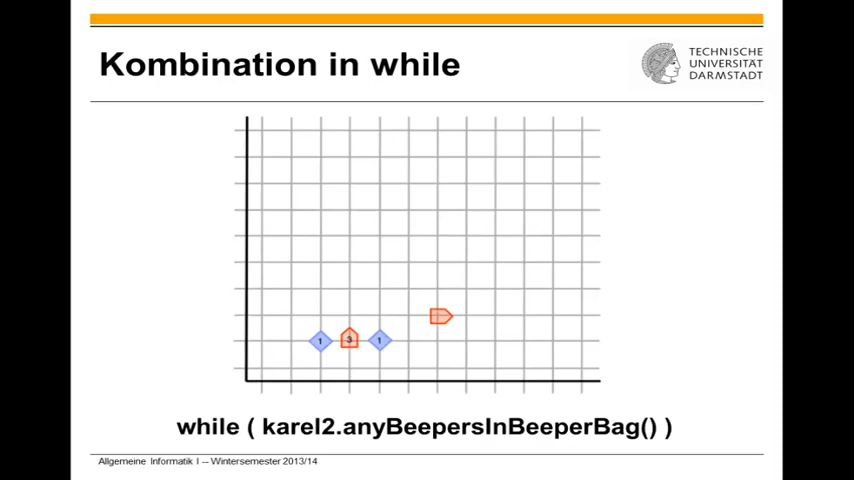 Kombination in while
TECHNISCHE
UNIVERSITÄT
DARMSTADT
1 3 1
while ( karel2.anyBeepersInBeeperBag() )
Allgemeine Informatik I -- Wintersemester 2013/14